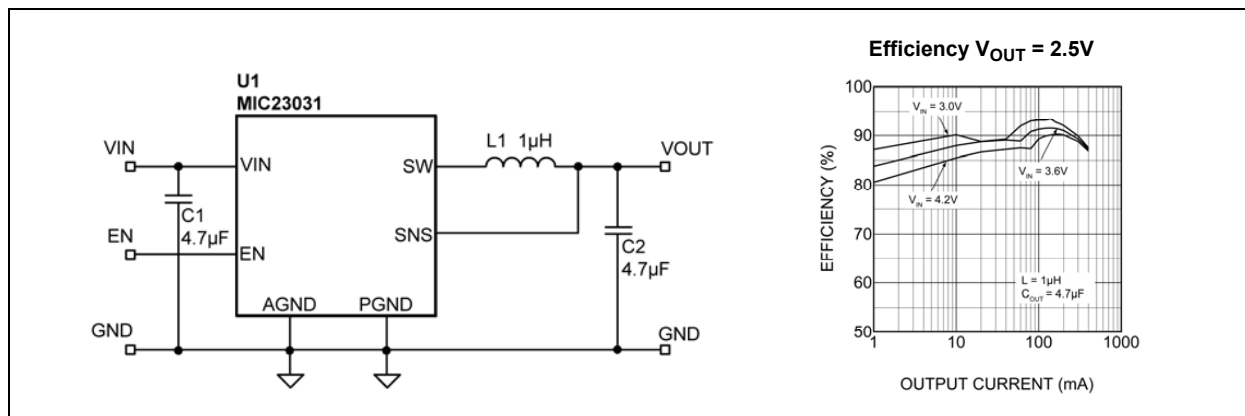 U1
MIC23031
VIN
VIN
SW
L1 1µH
VOUT
C1
4.7µF
EN
EN
SNS
C2
4.7µF
AGND
PGND
GND
GND
Efficiency VOUT = 2.5V
EFFICIENCY (%)
100
90
80
70
60
50
VIN = 3.0V
VIN = 3.6V
VIN = 4.2V
L = 1µH
COUT = 4.7µF
1
10
100
1000
OUTPUT CURRENT (mA)